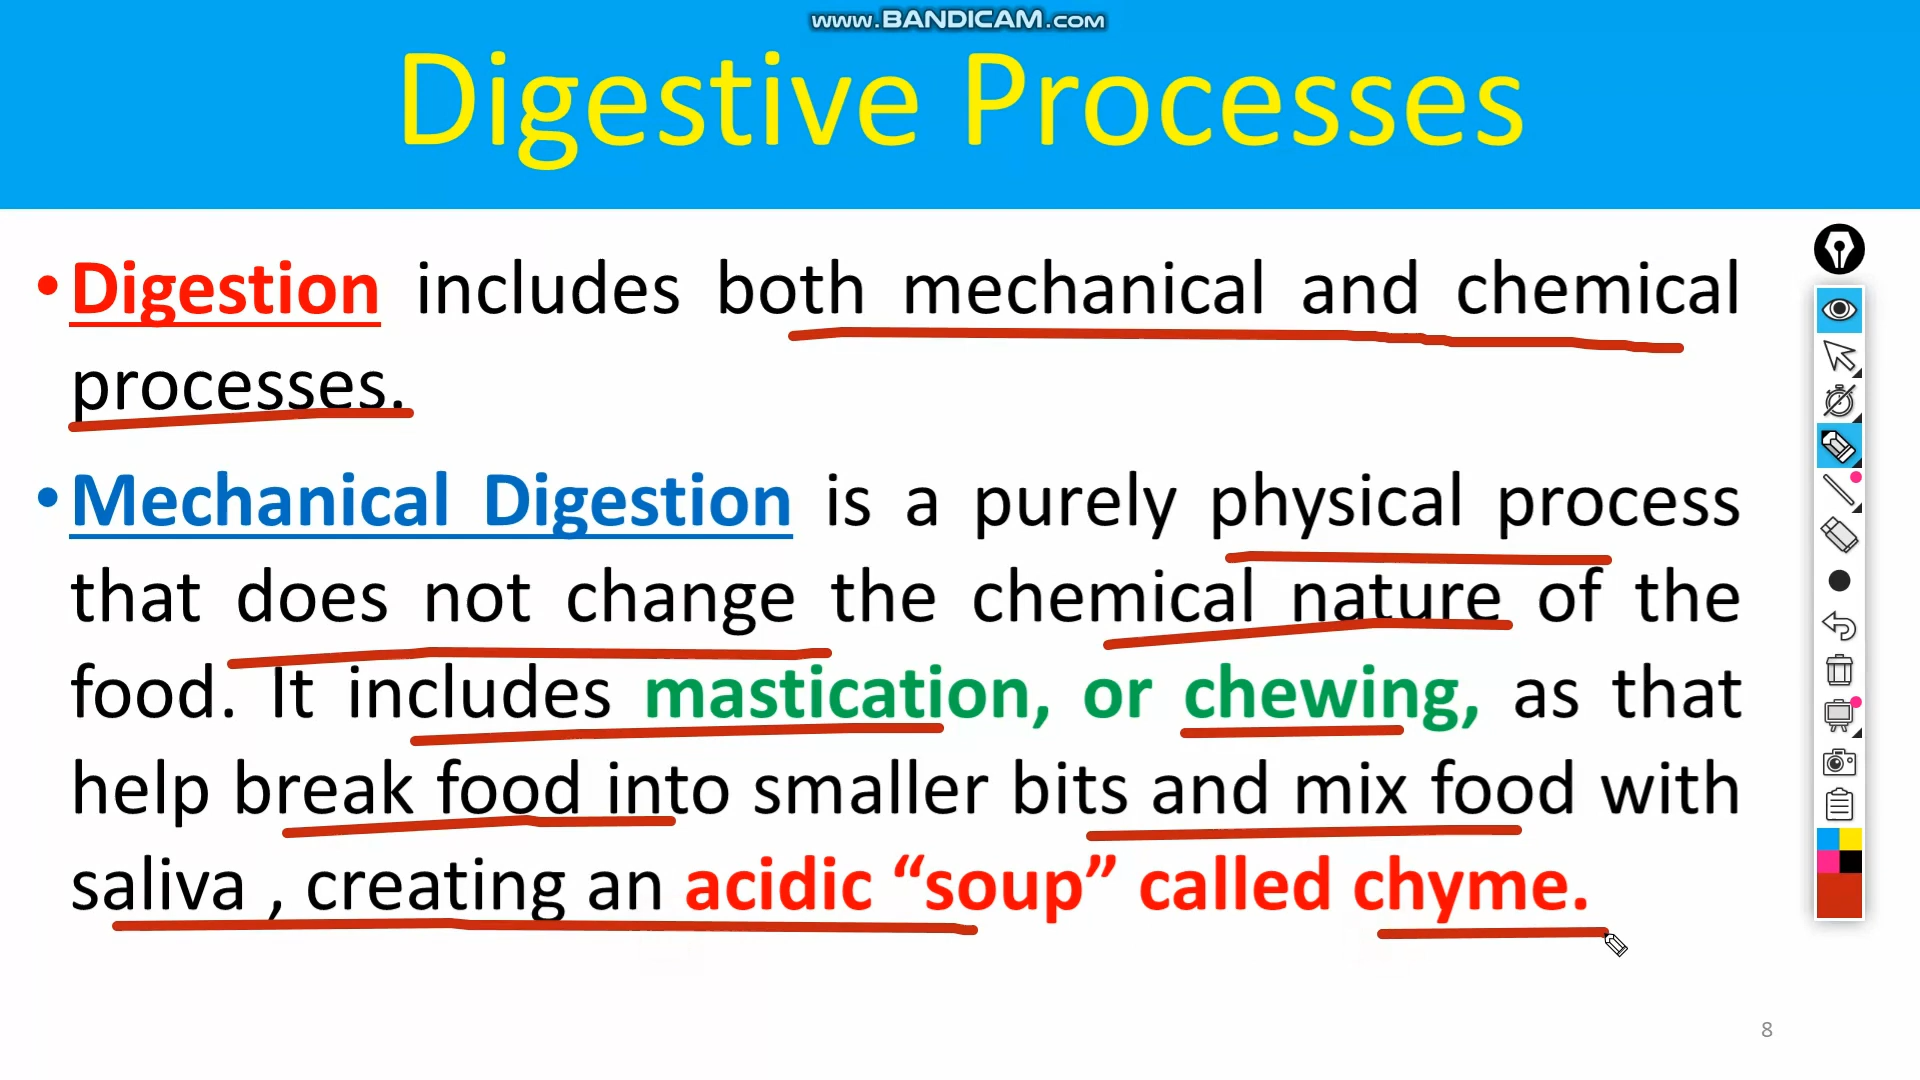 www.BANDICAM.com
Digestive Processes
•Digestion includes both mechanical and chemical
processes.
•Mechanical Digestion is a purely physical process
that does not change the chemical nature of the
food. It includes mastication, or chewing, as that
help break food into smaller bits and mix food with
saliva , creating an acidic “soup” called chyme.
8